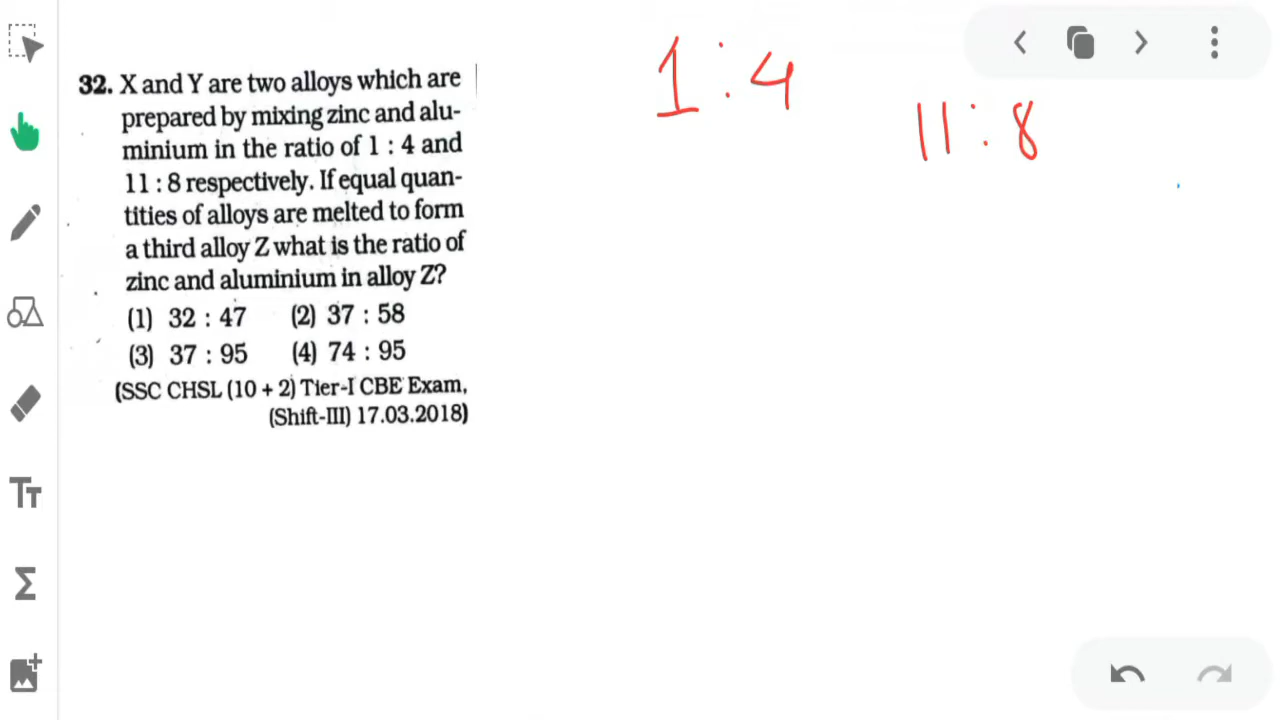 32. X and Y are two alloys which are
prepared by mixing zinc and alu-
minium in the ratio of 1 : 4 and
11 : 8 respectively. If equal quan-
tities of alloys are melted to form
a third alloy Z what is the ratio of
zinc and aluminium in alloy Z?
(1) 32 : 47 (2) 37 : 58
(3) 37 : 95 (4) 74 : 95
(SSC CHSL (10 + 2) Tier-I CBE Exam,
(Shift-III) 17.03.2018)
1 : 4
11 : 8
TT
Σ